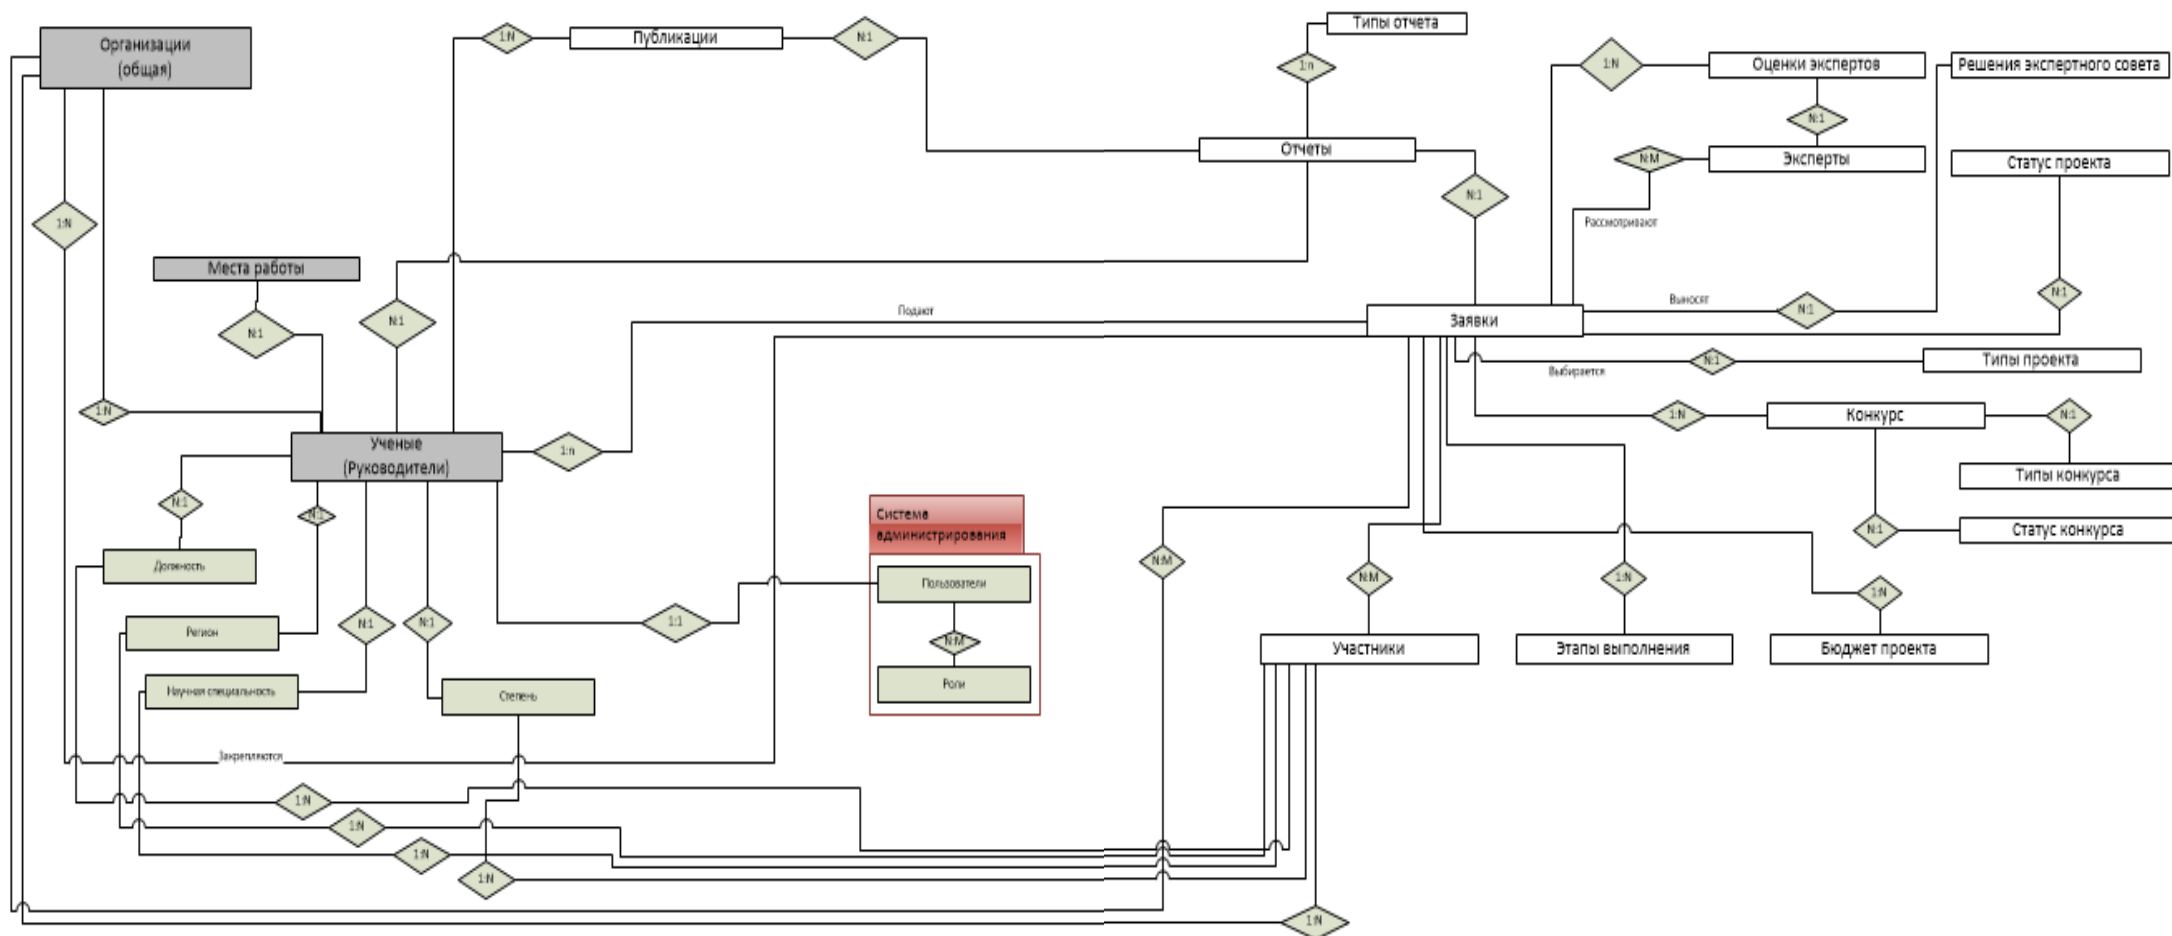 Типы отчета
Организации
(общая)
1:N
Публикации
N:1
1:n
1:N
Оценки экспертов
Решения экспертного совета
N:1
Отчеты
N:M
Эксперты
Статус проекта
N:1
1:N
Рассмотривают
Места работы
N:1
Выносят
N:1
Подают
N:1
N:1
Заявки
N:1
Типы проекта
Выбирается
1:N
1:N
Конкурс
N:1
Ученые
(Руководители)
1:n
Типы конкурса
N:1
N:1
Система
администрирования
N:1
Статус конкурса
Должность
N:M
Пользователи
N:M
1:N
1:N
Регион
N:1
N:1
1:1
N:M
Участники
Этапы выполнения
Бюджет проекта
Научная специальность
Степень
Роли
Закрепляются
1:N
1:N
1:N
1:N
1:N